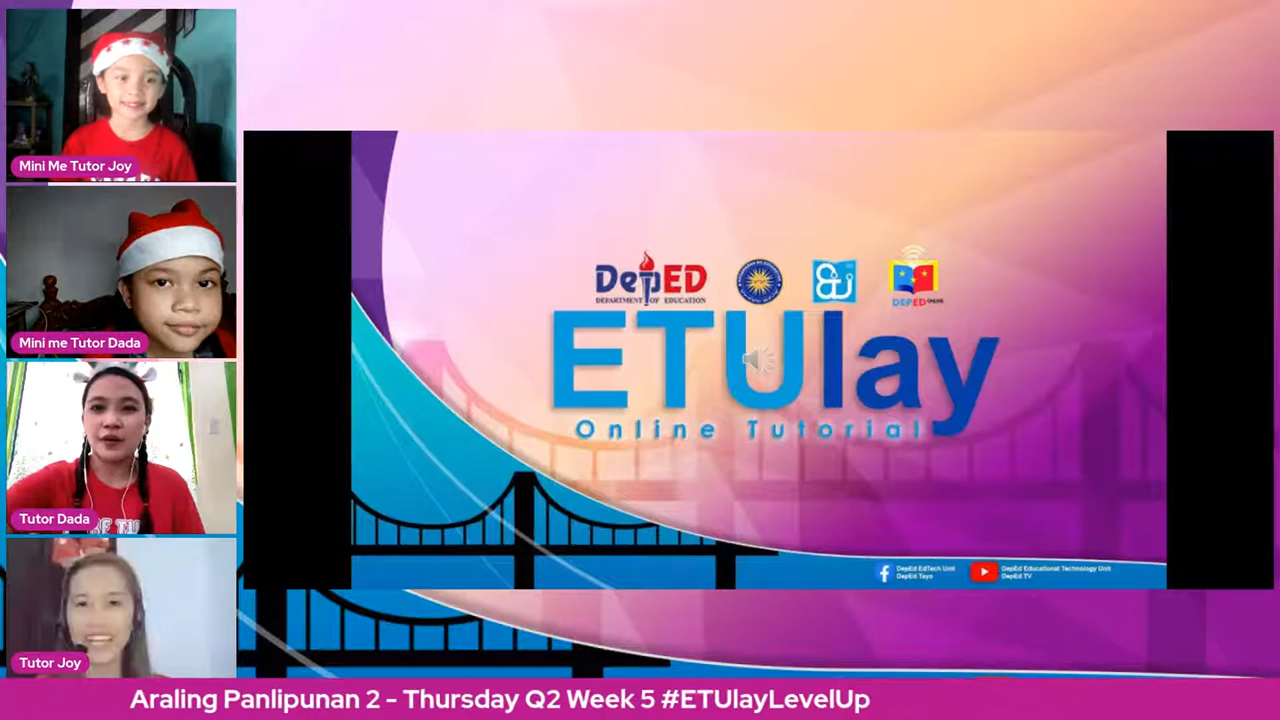 Mini Me Tutor Joy
Mini me Tutor Dada
Tutor Dada
Tutor Joy
DepED
DEPARTMENT OF EDUCATION
DEPED ONLINE
ETUlay
Online Tutorial
DepEd EdTech Unit
DepEd Tayo
DepEd Educational Technology Unit
DepEd TV
Araling Panlipunan 2 - Thursday Q2 Week 5 #ETUlayLevelUp